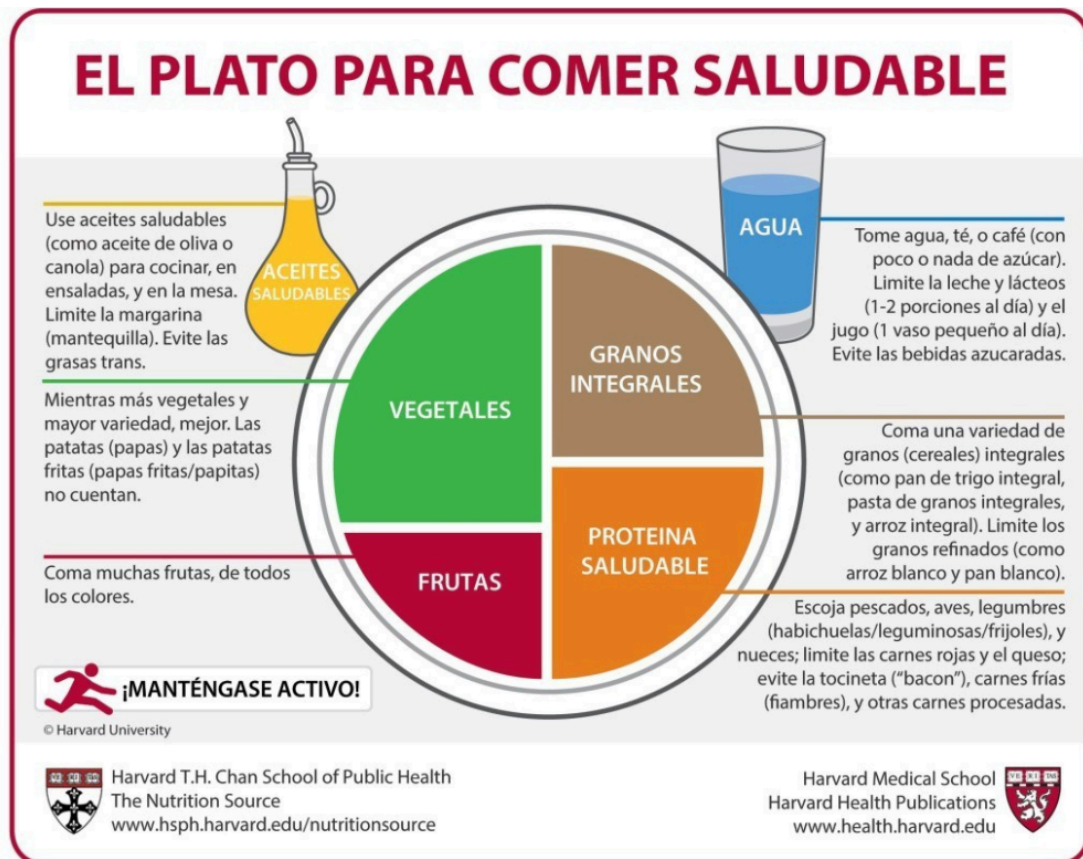 EL PLATO PARA COMER SALUDABLE
Use aceites saludables
(como aceite de oliva o
canola) para cocinar, en
ensaladas, y en la mesa.
Limite la margarina
(mantequilla). Evite las
grasas trans.
ACEITES
SALUDABLES
AGUA
Tome agua, té, o café (con
poco o nada de azúcar).
Limite la leche y lácteos
(1-2 porciones al día) y el
jugo (1 vaso pequeño al día).
Evite las bebidas azucaradas.
Mientras más vegetales y
mayor variedad, mejor. Las
patatas (papas) y las patatas
fritas (papas fritas/papitas)
no cuentan.
VEGETALES
GRANOS
INTEGRALES
Coma una variedad de
granos (cereales) integrales
(como pan de trigo integral,
pasta de granos integrales,
y arroz integral). Limite los
granos refinados (como
arroz blanco y pan blanco).
Coma muchas frutas, de todos
los colores.
FRUTAS
PROTEINA
SALUDABLE
Escoja pescados, aves, legumbres
(habichuelas/leguminosas/frijoles), y
nueces; limite las carnes rojas y el queso;
evite la tocineta (“bacon”), carnes frías
(fiambres), y otras carnes procesadas.
¡MANTÉNGASE ACTIVO!
© Harvard University
Harvard T.H. Chan School of Public Health
The Nutrition Source
www.hsph.harvard.edu/nutritionsource
Harvard Medical School
Harvard Health Publications
www.health.harvard.edu